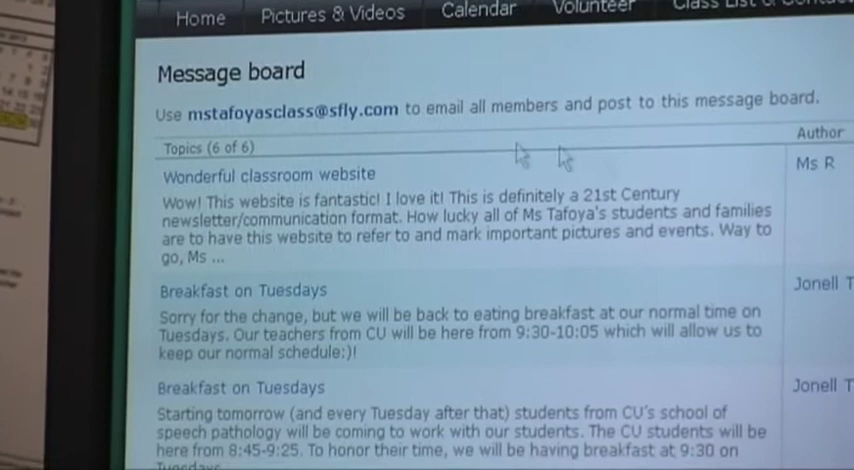 Home Pictures & Videos Calendar Volunteer Class List &
Message board
Use mstafoyasclass@sfly.com to email all members and post to this message board.
Topics (6 of 6) Author
Wonderful classroom website Ms R
Wow! This website is fantastic! I love it! This is definitely a 21st Century
newsletter/communication format. How lucky all of Ms Tafoya's students and families
are to have this website to refer to and mark important pictures and events. Way to
go, Ms ...
Breakfast on Tuesdays Jonell T
Sorry for the change, but we will be back to eating breakfast at our normal time on
Tuesdays. Our teachers from CU will be here from 9:30-10:05 which will allow us to
keep our normal schedule:)!
Breakfast on Tuesdays Jonell T
Starting tomorrow (and every Tuesday after that) students from CU's school of
speech pathology will be coming to work with our students. The CU students will be
here from 8:45-9:25. To honor their time, we will be having breakfast at 9:30 on
Tuesdays